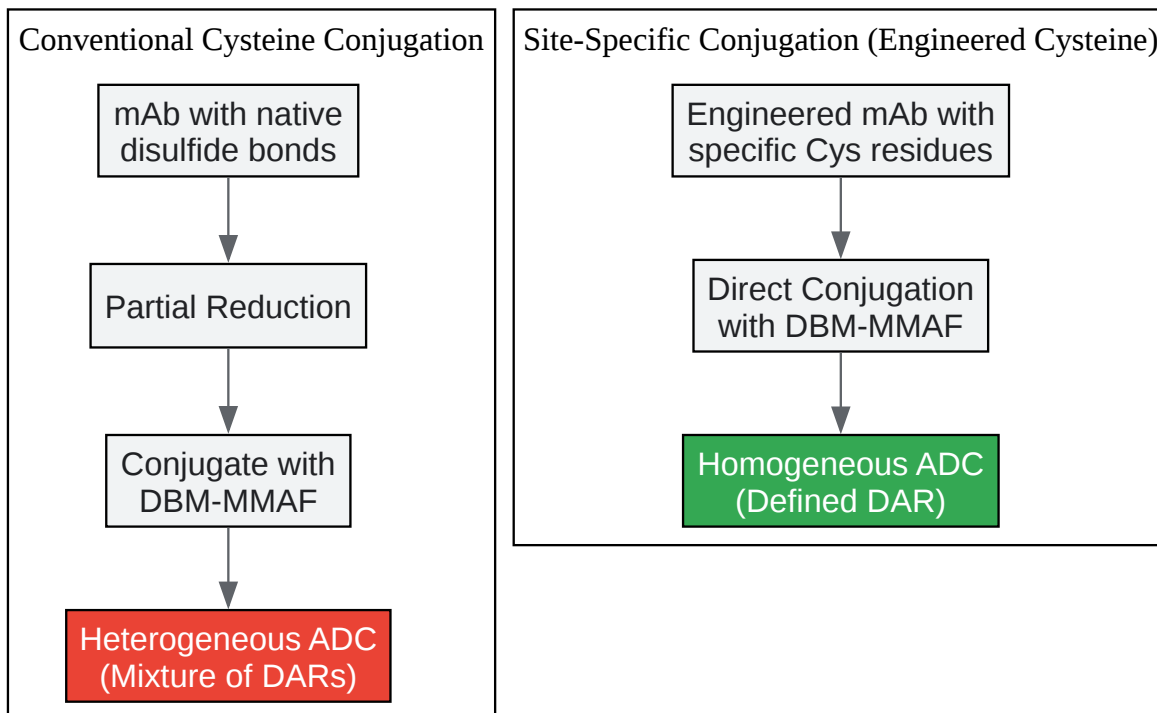 Conventional Cysteine Conjugation
mAb with native
disulfide bonds
Partial Reduction
Conjugate with
DBM-MMAF
Heterogeneous ADC
(Mixture of DARs)
Site-Specific Conjugation (Engineered Cysteine)
Engineered mAb with
specific Cys residues
Direct Conjugation
with DBM-MMAF
Homogeneous ADC
(Defined DAR)